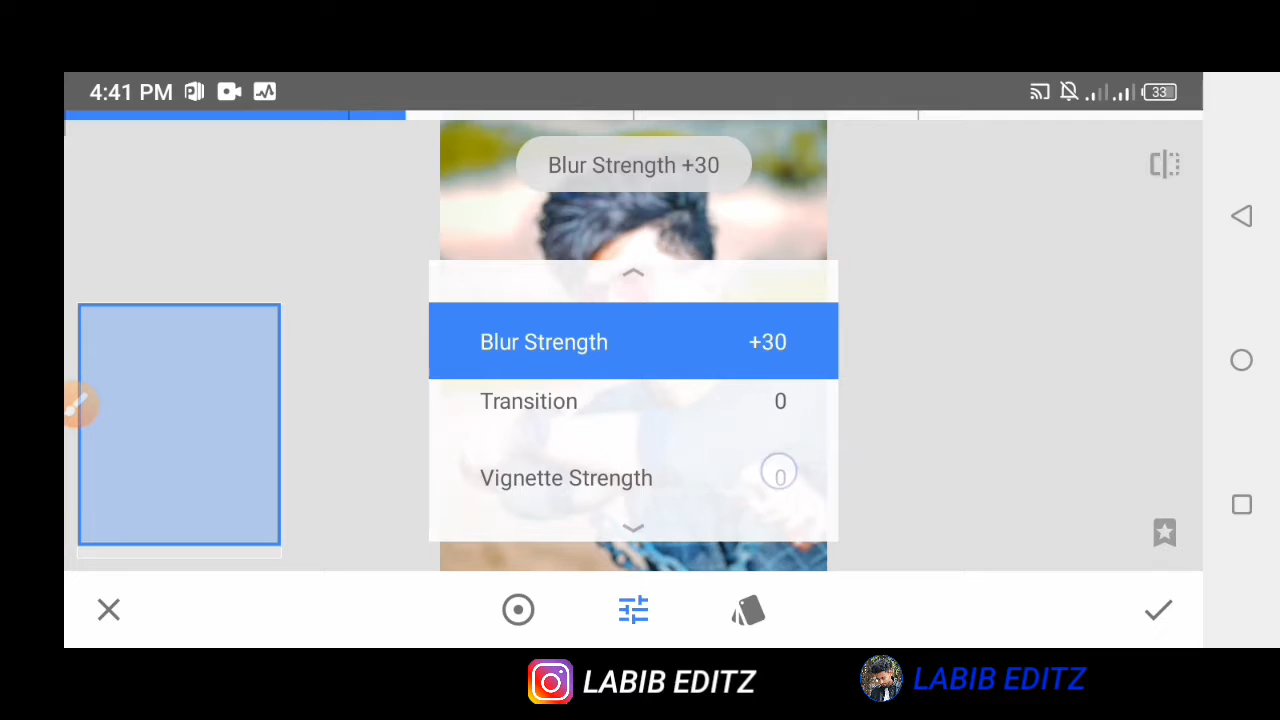 4:41 PM
33
Blur Strength +30
Blur Strength +30
Transition 0
Vignette Strength 0
LABIB EDITZ
LABIB EDITZ